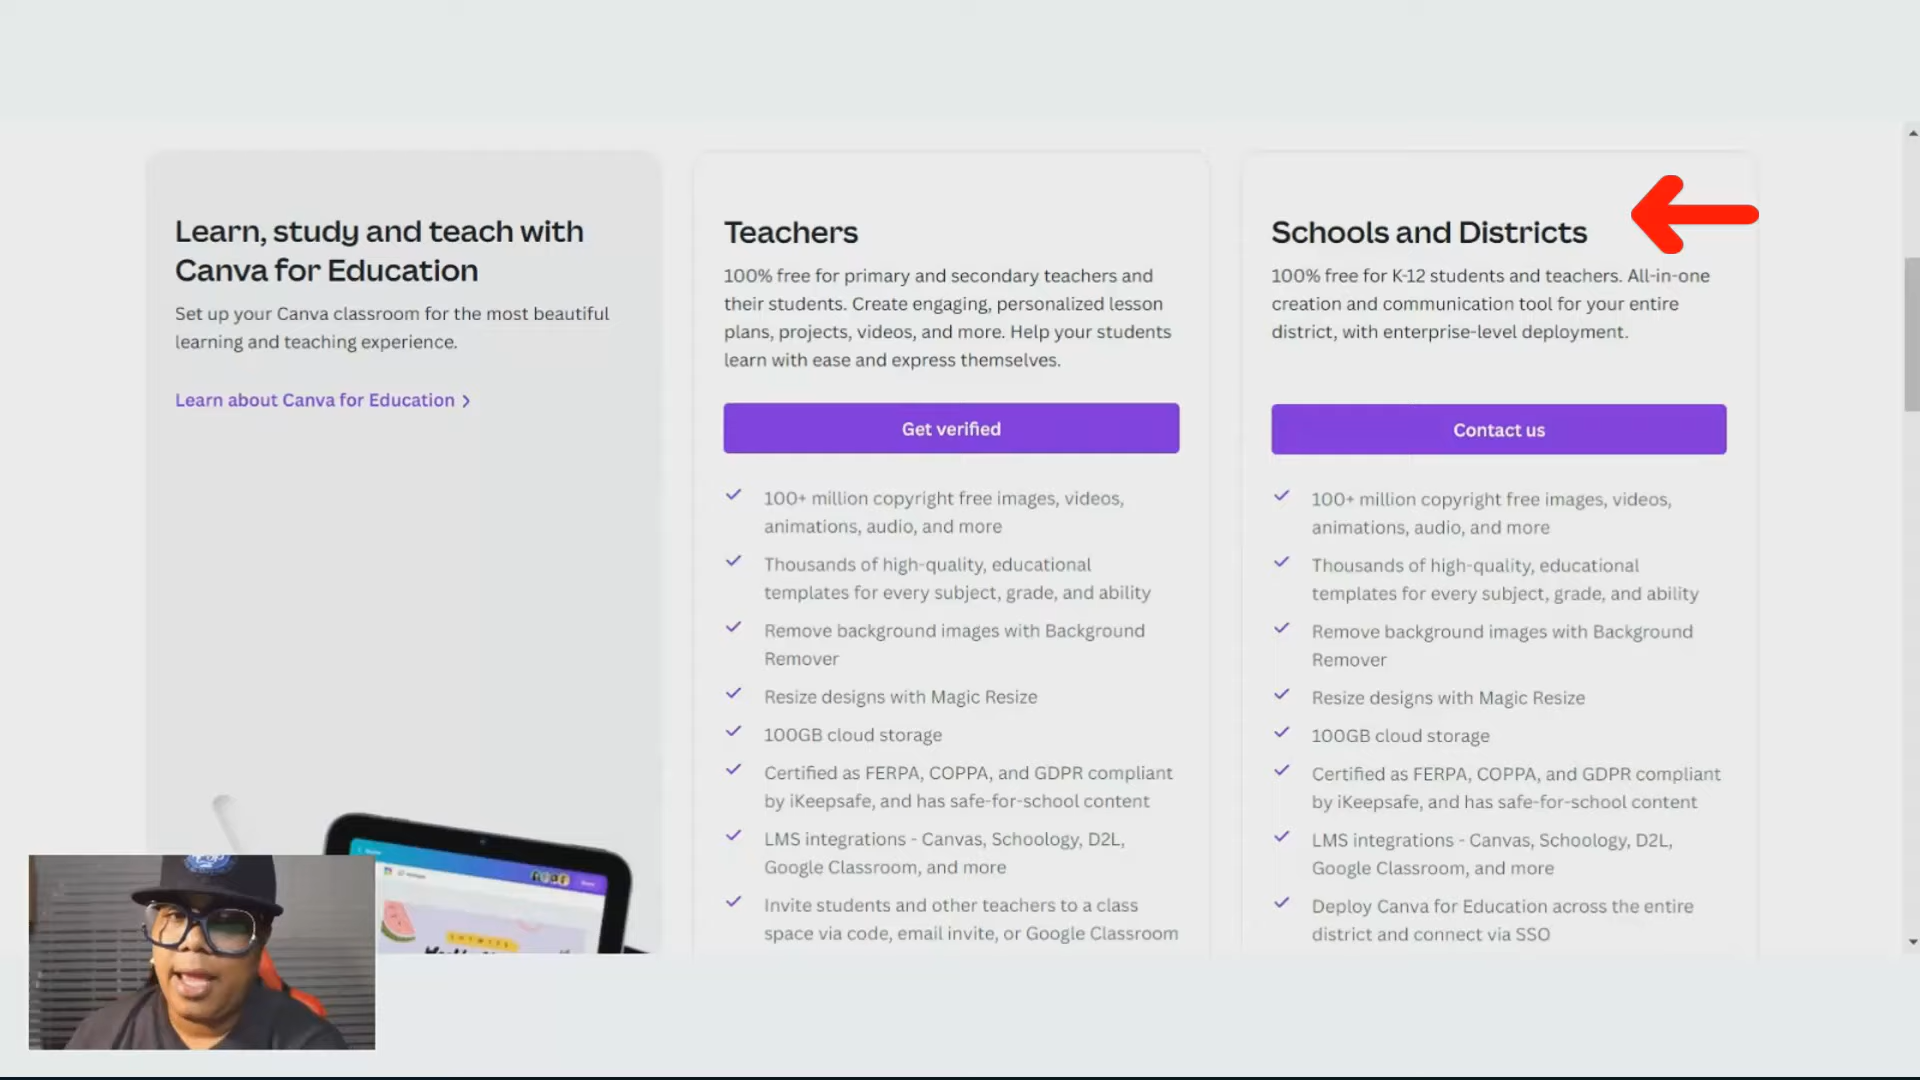 Learn, study and teach with
Canva for Education
Set up your Canva classroom for the most beautiful
learning and teaching experience.
Learn about Canva for Education
Teachers
100% free for primary and secondary teachers and
their students. Create engaging, personalized lesson
plans, projects, videos, and more. Help your students
learn with ease and express themselves.
Get verified
100+ million copyright free images, videos,
animations, audio, and more
Thousands of high-quality, educational
templates for every subject, grade, and ability
Remove background images with Background
Remover
Resize designs with Magic Resize
100GB cloud storage
Certified as FERPA, COPPA, and GDPR compliant
by iKeepsafe, and has safe-for-school content
LMS integrations - Canvas, Schoology, D2L,
Google Classroom, and more
Invite students and other teachers to a class
space via code, email invite, or Google Classroom
Schools and Districts
100% free for K-12 students and teachers. All-in-one
creation and communication tool for your entire
district, with enterprise-level deployment.
Contact us
100+ million copyright free images, videos,
animations, audio, and more
Thousands of high-quality, educational
templates for every subject, grade, and ability
Remove background images with Background
Remover
Resize designs with Magic Resize
100GB cloud storage
Certified as FERPA, COPPA, and GDPR compliant
by iKeepsafe, and has safe-for-school content
LMS integrations - Canvas, Schoology, D2L,
Google Classroom, and more
Deploy Canva for Education across the entire
district and connect via SSO